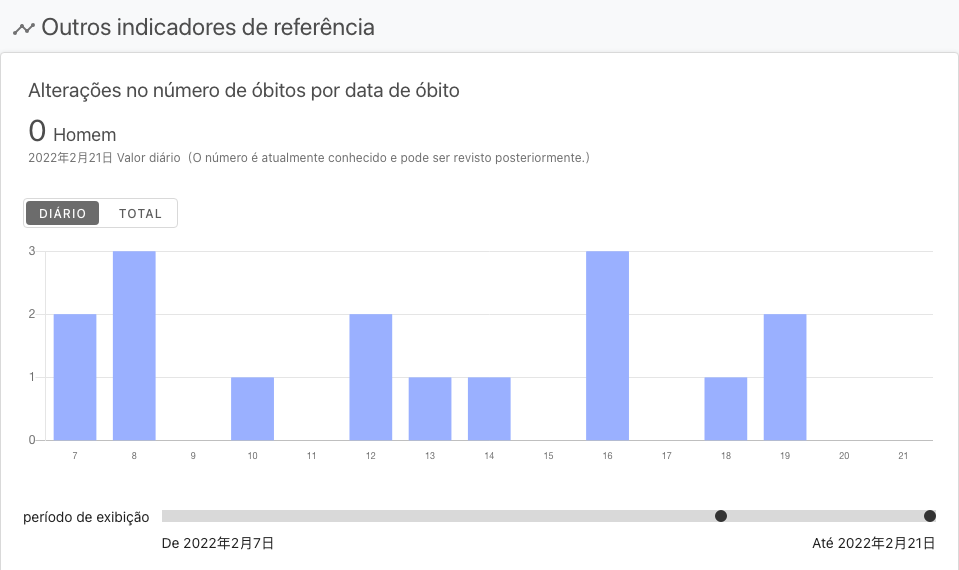 Outros indicadores de referência
Alterações no número de óbitos por data de óbito
0 Homem
2022年2月21日 Valor diário（O número é atualmente conhecido e pode ser revisto posteriormente.）
DIÁRIO TOTAL
3
2
1
0
7 8 9 10 11 12 13 14 15 16 17 18 19 20 21
período de exibição
De 2022年2月7日 Até 2022年2月21日